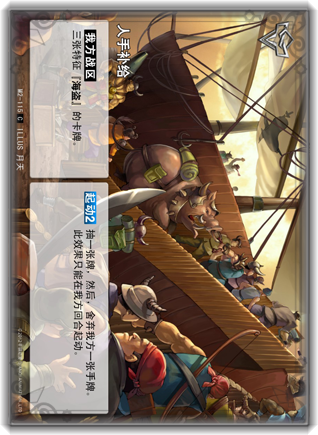 人手补给
我方战区
三张特征『海盗』的卡牌。
起动2
抽一张牌，然后，舍弃我方一张手牌。
此效果只能在我方回合起动。
W2-115 C ILLUS 月天